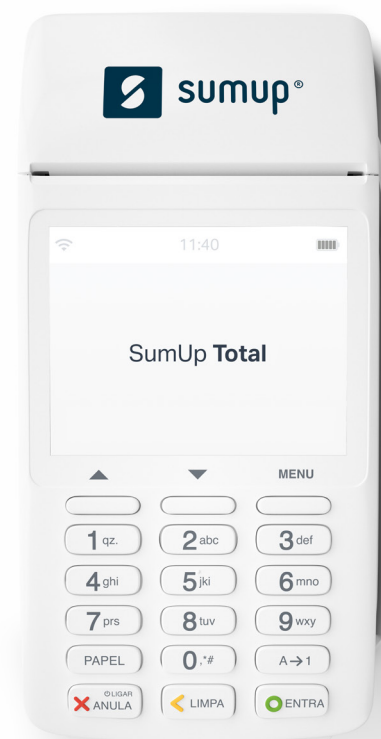 sumup®
11:40
SumUp Total
MENU
1 qz. 2 abc 3 def
4 ghi 5 jkl 6 mno
7 prs 8 tuv 9 wxy
PAPEL 0 .*# A→1
LIGAR
ANULA LIMPA ENTRA